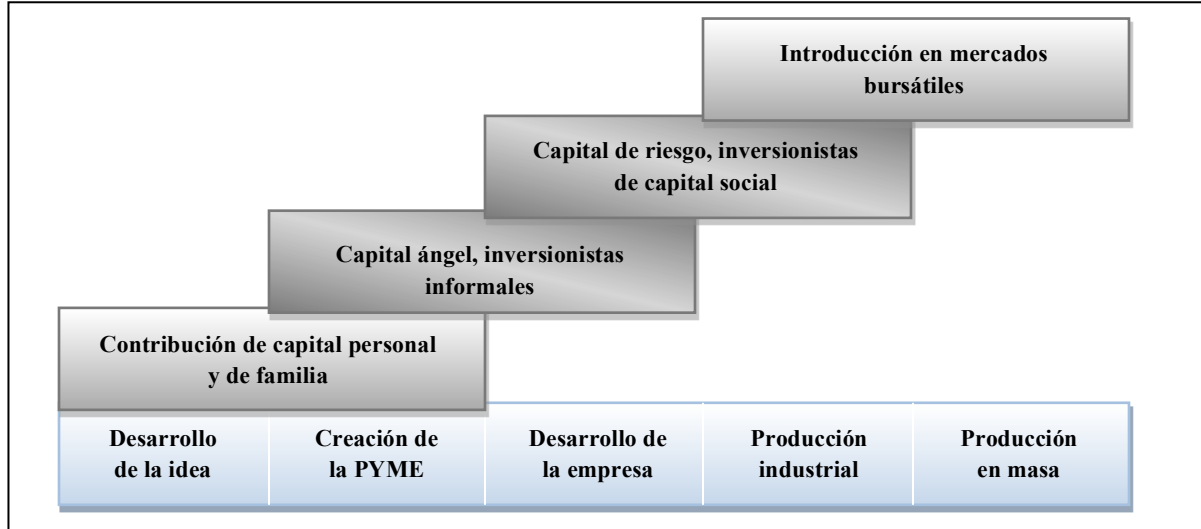 Introducción en mercados
bursátiles
Capital de riesgo, inversionistas
de capital social
Capital ángel, inversionistas
informales
Contribución de capital personal
y de familia
Desarrollo
de la idea
Creación de
la PYME
Desarrollo de
la empresa
Producción
industrial
Producción
en masa